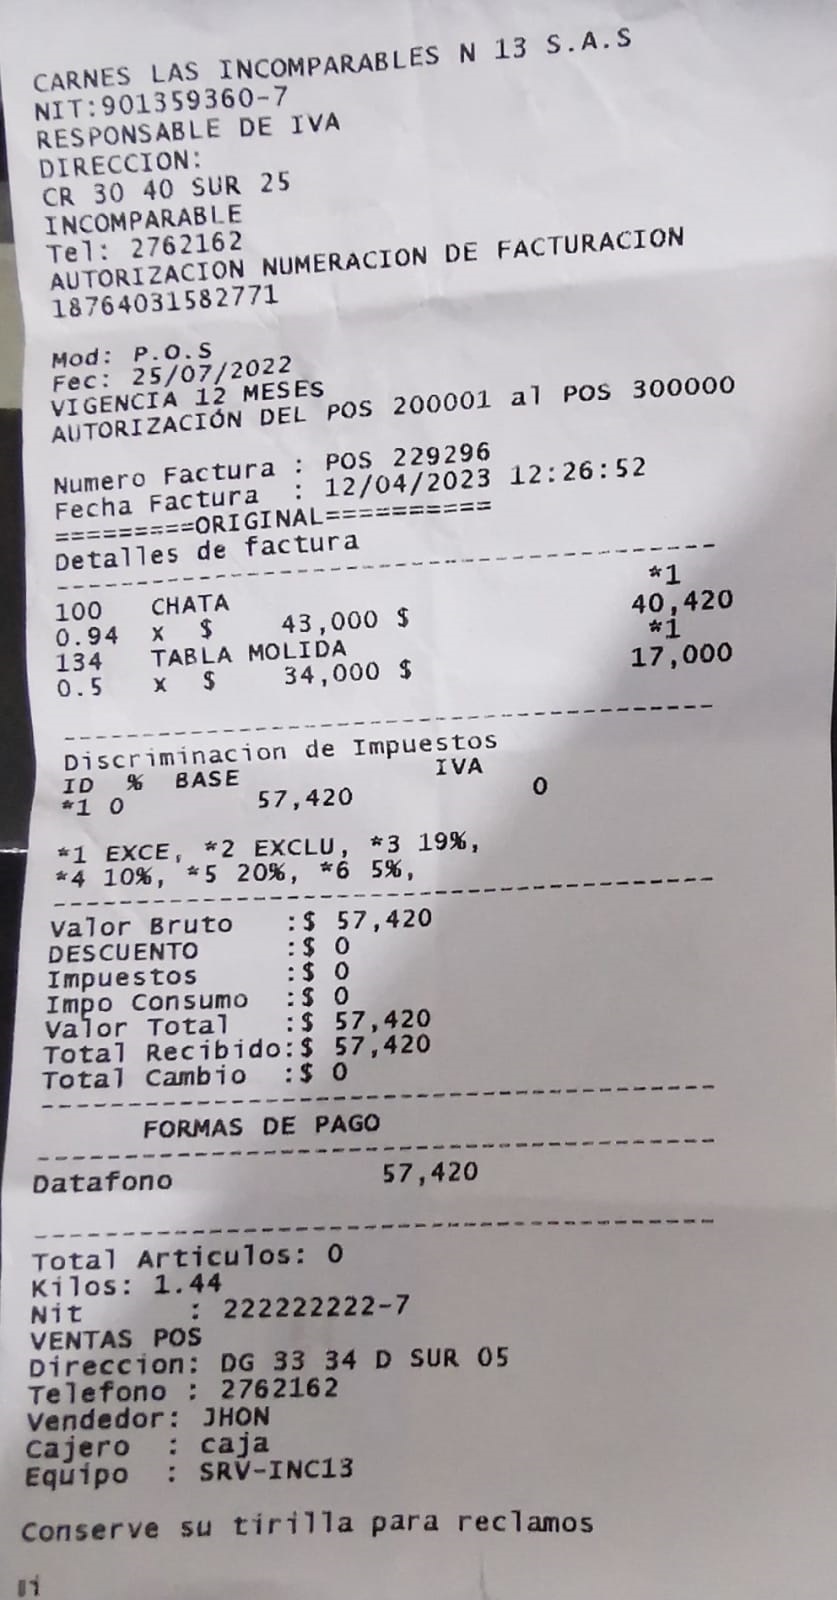 CARNES LAS INCOMPARABLES N 13 S.A.S
NIT:901359360-7
RESPONSABLE DE IVA
DIRECCION:
CR 30 40 SUR 25
INCOMPARABLE
Tel: 2762162
AUTORIZACION NUMERACION DE FACTURACION
18764031582771
Mod: P.O.S
Fec: 25/07/2022
VIGENCIA 12 MESES
AUTORIZACIÓN DEL POS 200001 al POS 300000
Numero Factura : POS 229296
Fecha Factura : 12/04/2023 12:26:52
=========ORIGINAL==========
Detalles de factura
----------------------------------------
100 CHATA *1
0.94 x $ 43,000 $ 40,420
134 TABLA MOLIDA *1
0.5 x $ 34,000 $ 17,000
----------------------------------------
Discriminacion de Impuestos
ID % BASE IVA
*1 0 57,420 0
*1 EXCE, *2 EXCLU, *3 19%,
*4 10%, *5 20%, *6 5%,
----------------------------------------
Valor Bruto :$ 57,420
DESCUENTO :$ 0
Impuestos :$ 0
Impo Consumo :$ 0
Valor Total :$ 57,420
Total Recibido:$ 57,420
Total Cambio :$ 0
----------------------------------------
FORMAS DE PAGO
----------------------------------------
Datafono 57,420
----------------------------------------
Total Articulos: 0
Kilos: 1.44
Nit : 222222222-7
VENTAS POS
Direccion: DG 33 34 D SUR 05
Telefono : 2762162
Vendedor: JHON
Cajero : caja
Equipo : SRV-INC13
Conserve su tirilla para reclamos